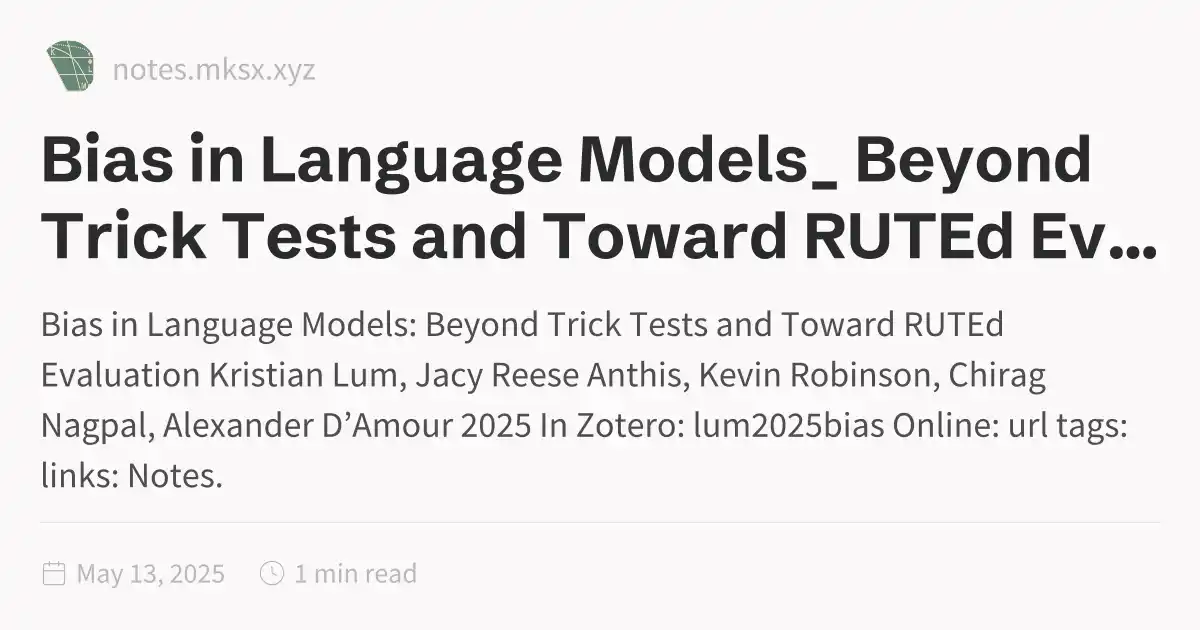 notes.mksx.xyz
Bias in Language Models_ Beyond
Trick Tests and Toward RUTEd Ev...
Bias in Language Models: Beyond Trick Tests and Toward RUTEd
Evaluation Kristian Lum, Jacy Reese Anthis, Kevin Robinson, Chirag
Nagpal, Alexander D’Amour 2025 In Zotero: lum2025bias Online: url tags:
links: Notes.
May 13, 2025 1 min read